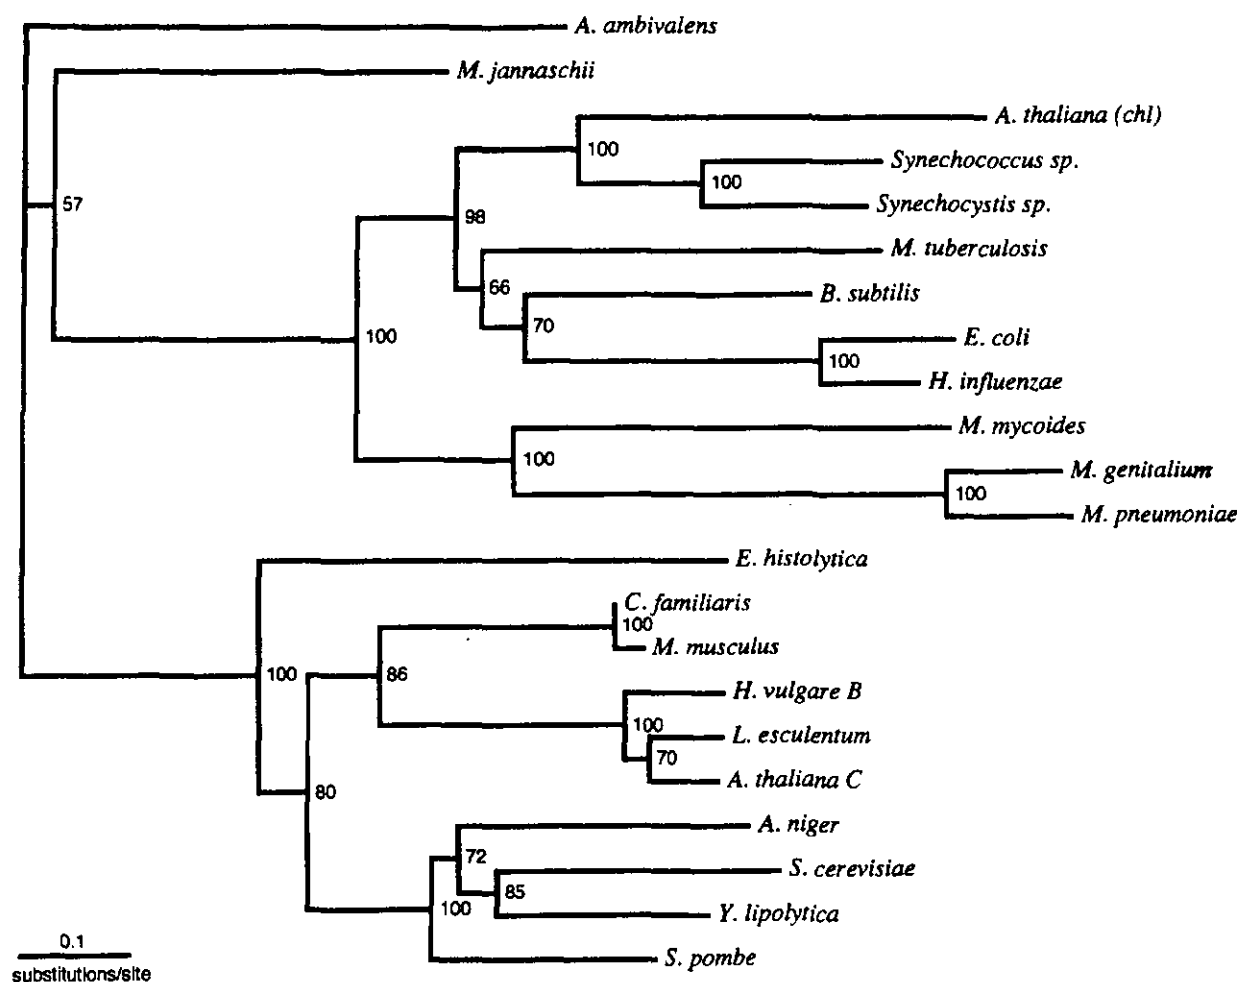 A. ambivalens
M. jannaschii
A. thaliana (chl)
100
Synechococcus sp.
100
Synechocystis sp.
57
98
M. tuberculosis
66
B. subtilis
70
100
E. coli
100
H. influenzae
M. mycoides
100
M. genitalium
100
M. pneumoniae
E. histolytica
C. familiaris
100
M. musculus
100
86
H. vulgare B
100
L. esculentum
70
A. thaliana C
80
A. niger
72
S. cerevisiae
85
100
Y. lipolytica
0.1
S. pombe
substitutions/site